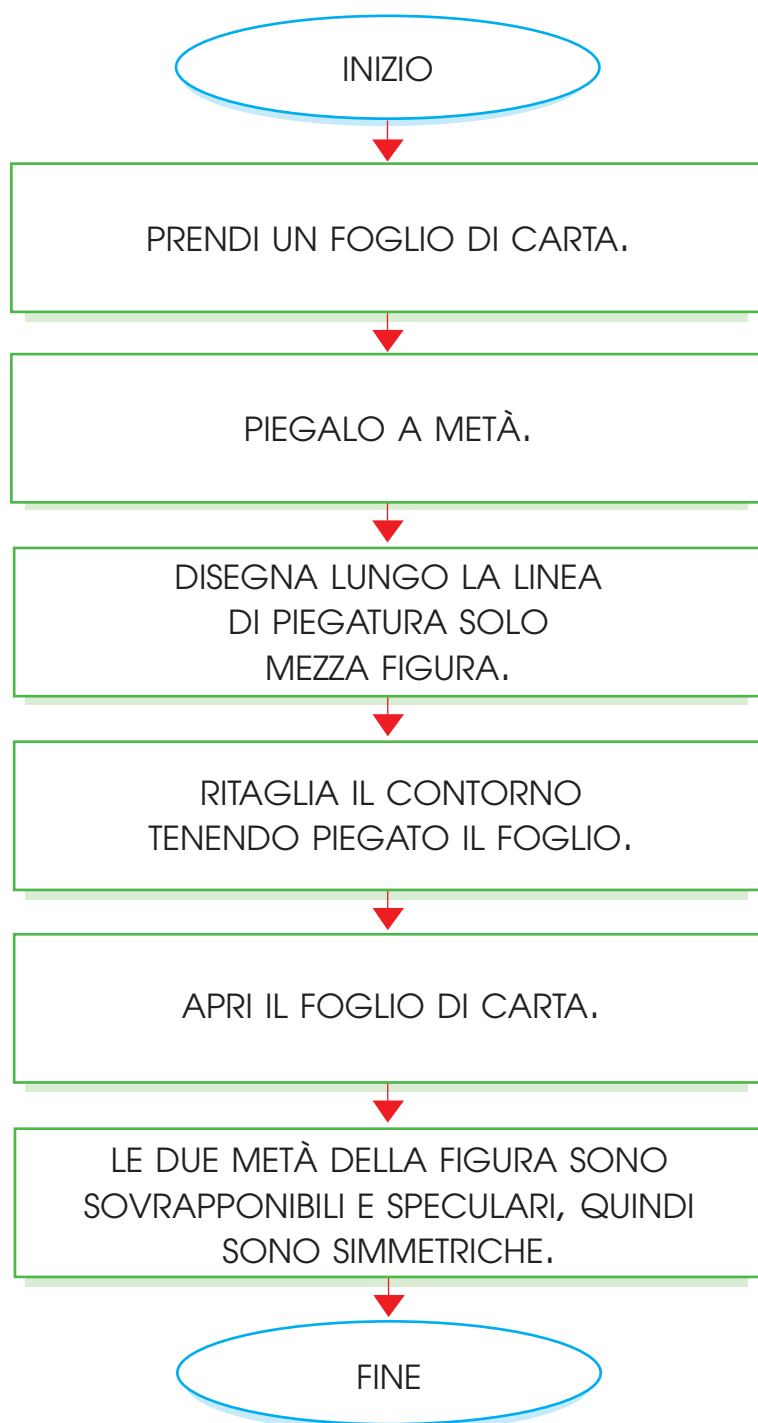 INIZIO
PRENDI UN FOGLIO DI CARTA.
PIEGALO A METÀ.
DISEGNA LUNGO LA LINEA
DI PIEGATURA SOLO
MEZZA FIGURA.
RITAGLIA IL CONTORNO
TENENDO PIEGATO IL FOGLIO.
APRI IL FOGLIO DI CARTA.
LE DUE METÀ DELLA FIGURA SONO
SOVRAPPONIBILI E SPECULARI, QUINDI
SONO SIMMETRICHE.
FINE